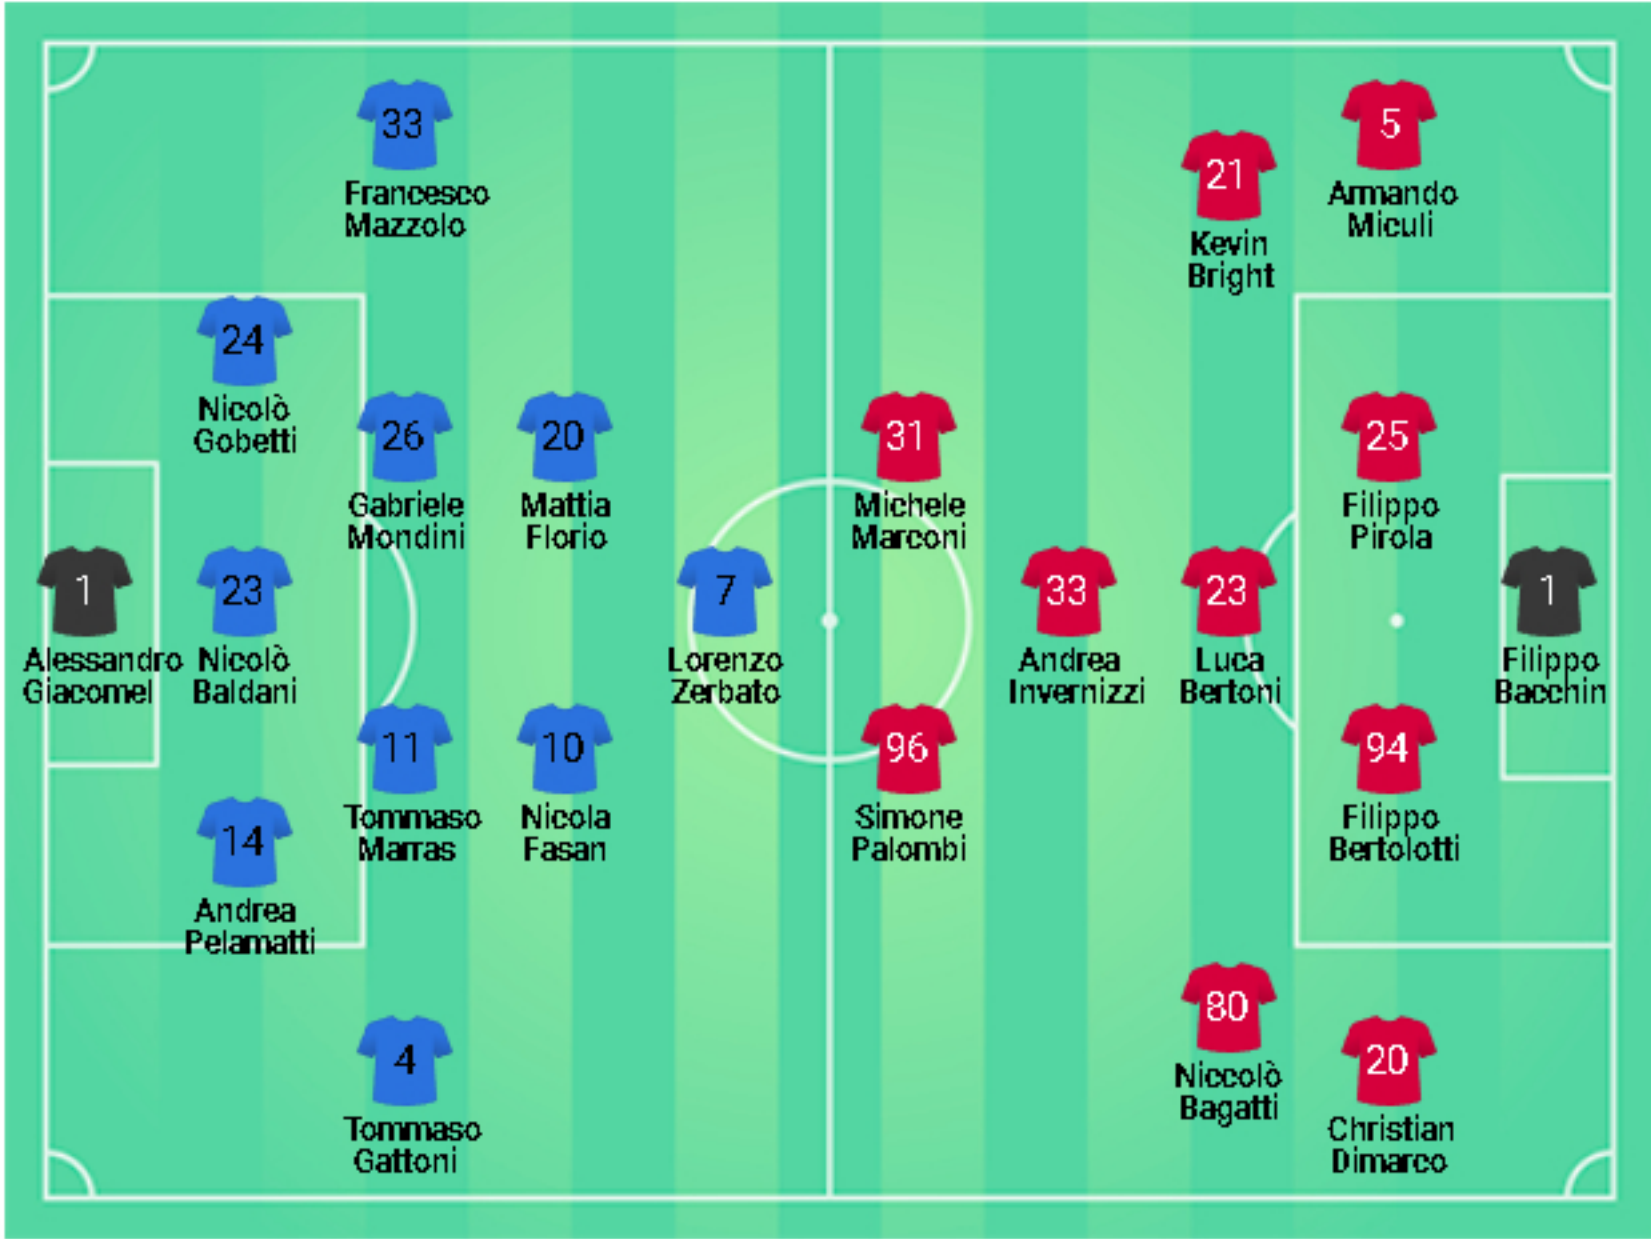 33
Francesco
Mazzolo
5
Armando
Miculi
21
Kevin
Bright
24
Nicolò
Gobetti
26
Gabriele
Mondini
20
Mattia
Florio
31
Michele
Marconi
25
Filippo
Pirola
1
Alessandro
Giacomel
23
Nicolò
Baldani
7
Lorenzo
Zerbato
33
Andrea
Invernizzi
23
Luca
Bertoni
1
Filippo
Bacchin
11
Tommaso
Marras
10
Nicola
Fasan
96
Simone
Palombi
94
Filippo
Bertolotti
14
Andrea
Pelamatti
80
Niccolò
Bagatti
4
Tommaso
Gattoni
20
Christian
Dimarco